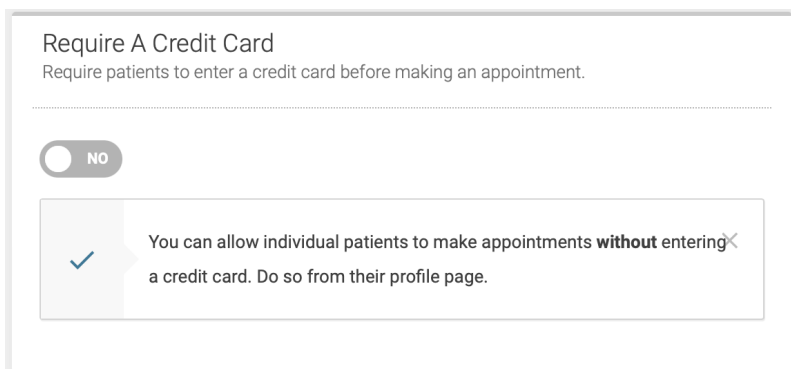 Require A Credit Card
Require patients to enter a credit card before making an appointment.
NO
You can allow individual patients to make appointments without entering
a credit card. Do so from their profile page.